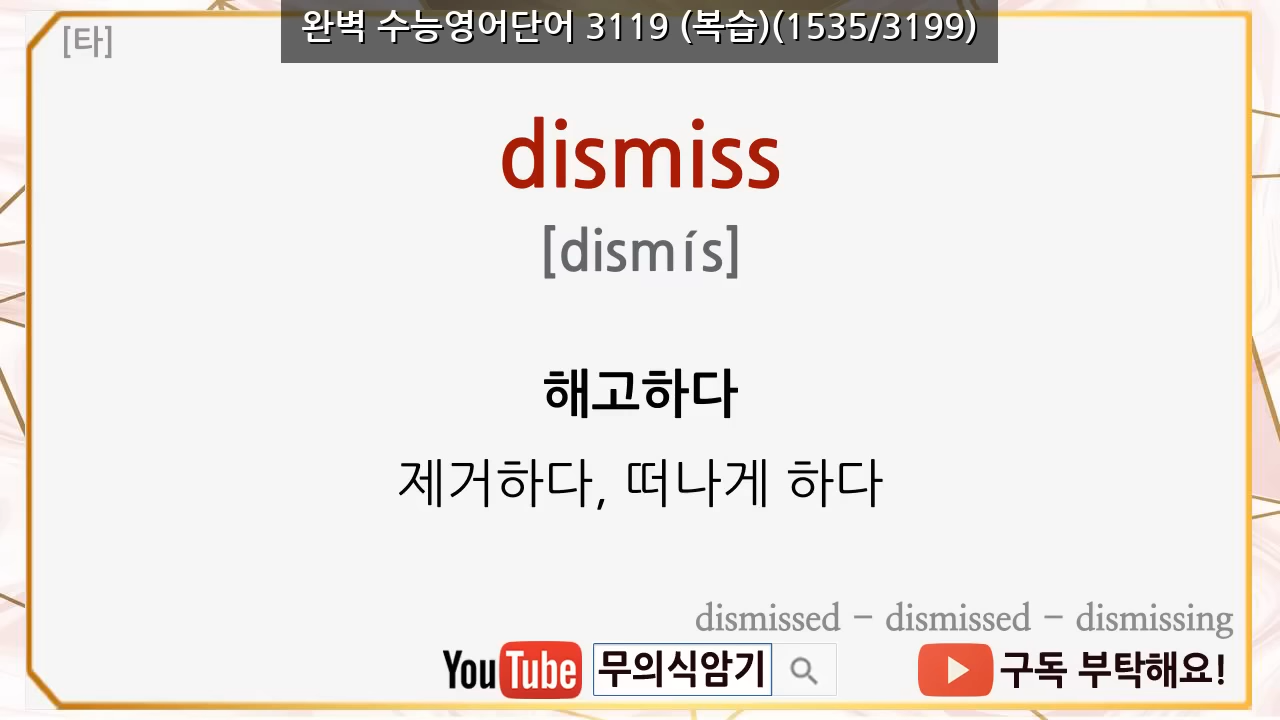 완벽 수능영어단어 3119 (복습)(1535/3199)
[타]
dismiss
[dismís]
해고하다
제거하다, 떠나게 하다
dismissed - dismissed - dismissing
YouTube 무의식암기 구독 부탁해요!